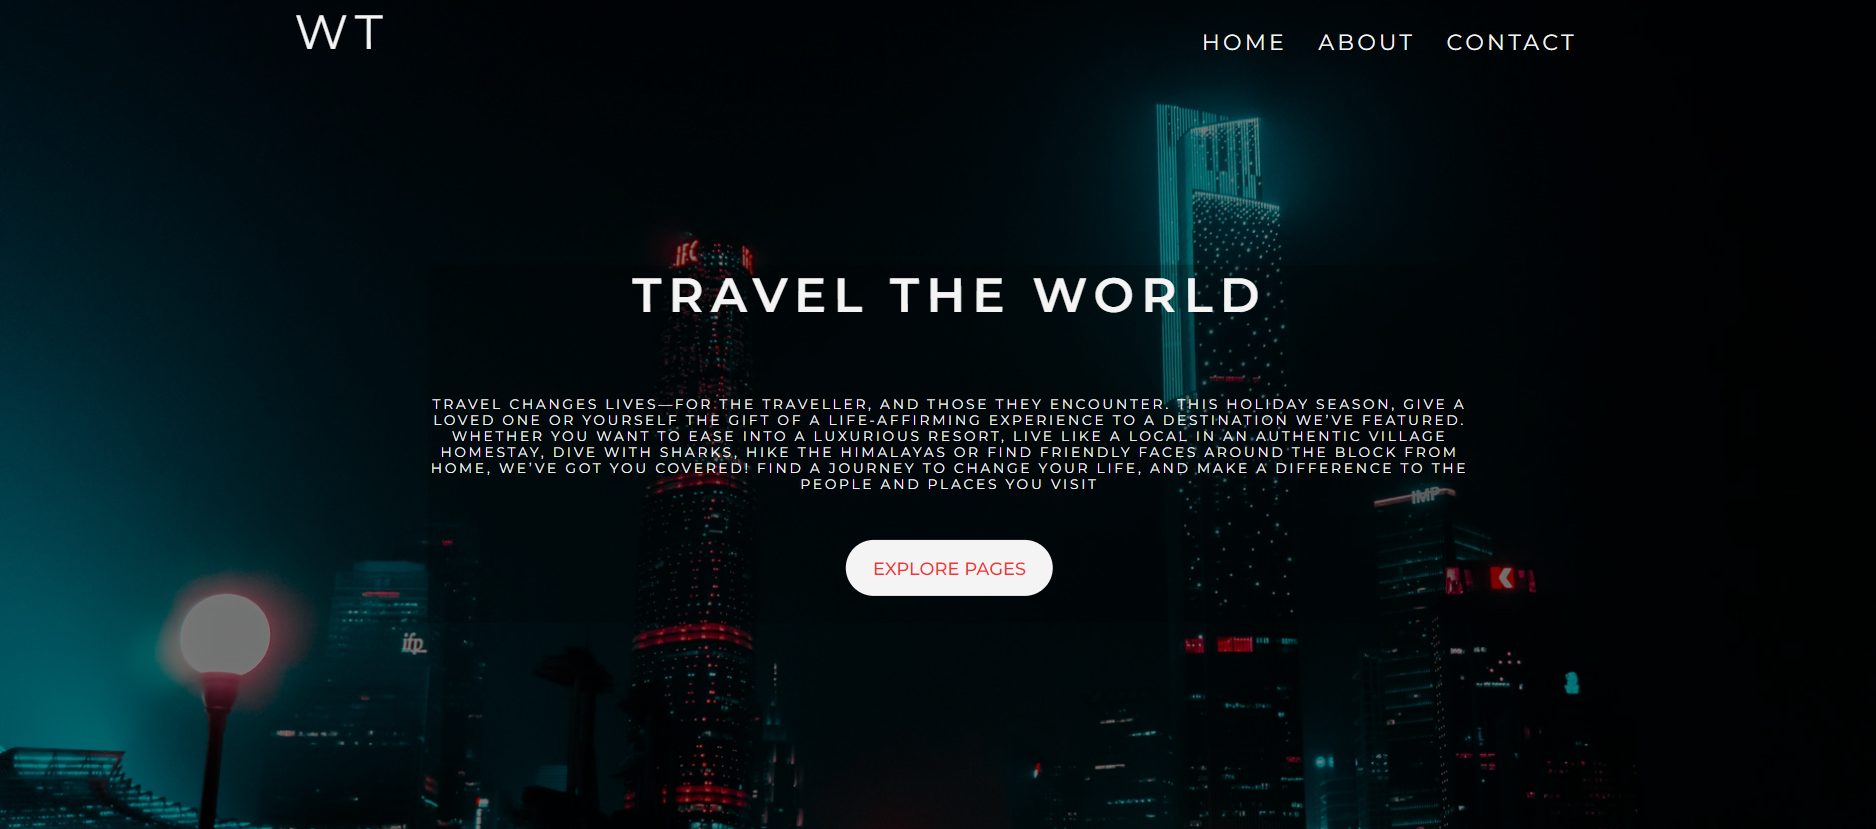 WT
HOME ABOUT CONTACT
IFC
TRAVEL THE WORLD
TRAVEL CHANGES LIVES—FOR THE TRAVELLER, AND THOSE THEY ENCOUNTER. THIS HOLIDAY SEASON, GIVE A
LOVED ONE OR YOURSELF THE GIFT OF A LIFE-AFFIRMING EXPERIENCE TO A DESTINATION WE’VE FEATURED.
WHETHER YOU WANT TO EASE INTO A LUXURIOUS RESORT, LIVE LIKE A LOCAL IN AN AUTHENTIC VILLAGE
HOMESTAY, DIVE WITH SHARKS, HIKE THE HIMALAYAS OR FIND FRIENDLY FACES AROUND THE BLOCK FROM
HOME, WE’VE GOT YOU COVERED! FIND A JOURNEY TO CHANGE YOUR LIFE, AND MAKE A DIFFERENCE TO THE
PEOPLE AND PLACES YOU VISIT
IMP
EXPLORE PAGES
ifp